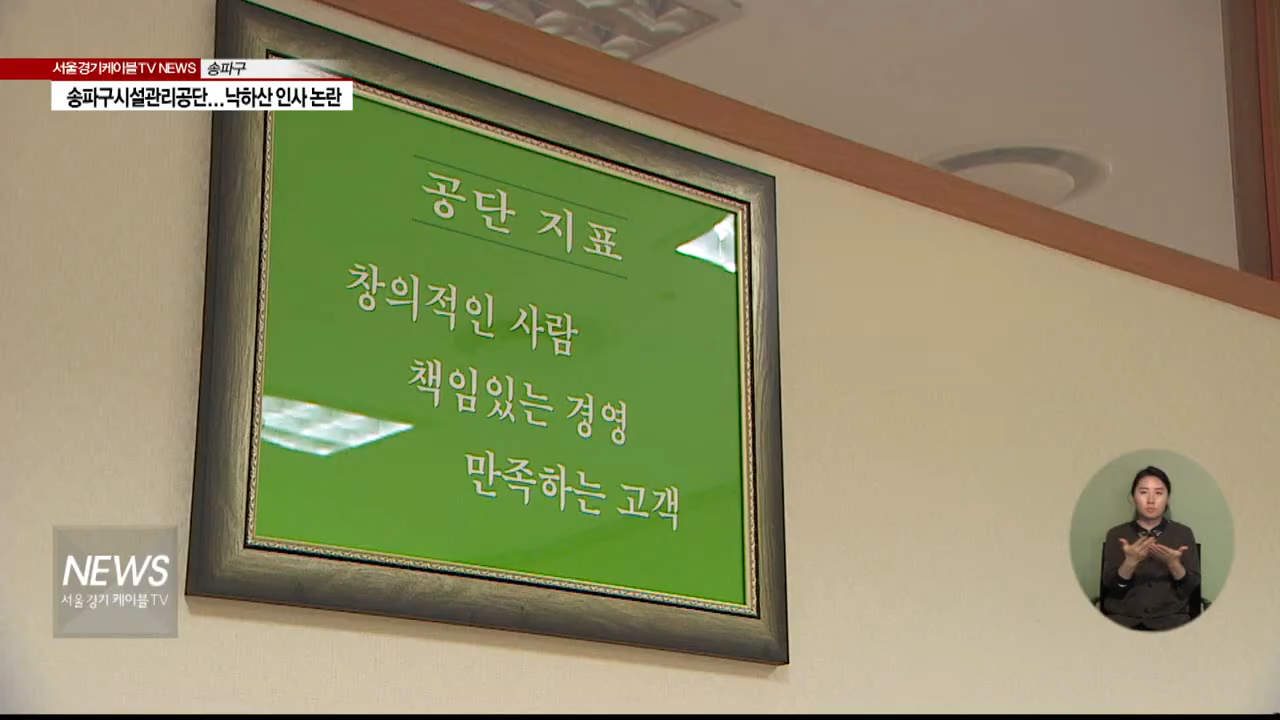 서울경기케이블TV NEWS 송파구
송파구시설관리공단...낙하산 인사 논란
공단 지표
창의적인 사람
책임있는 경영
만족하는 고객
NEWS
서울 경기 케이블 TV